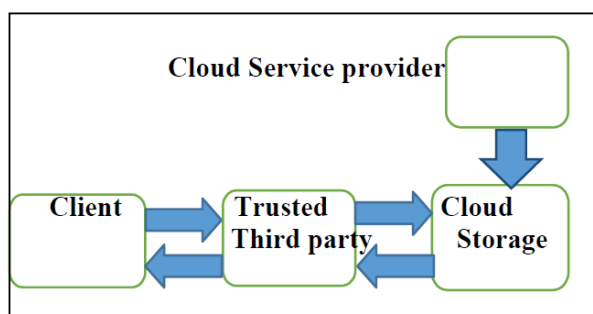 Cloud Service provider
Client
Trusted
Third party
Cloud
Storage